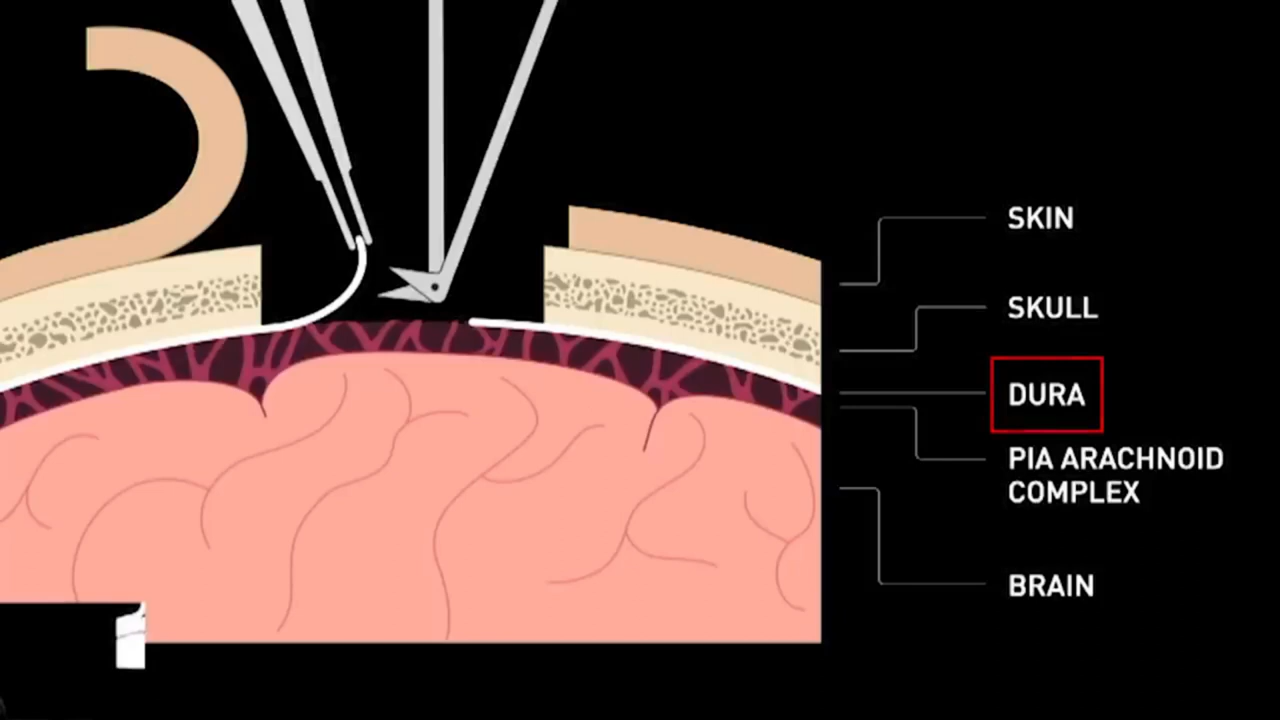 SKIN
SKULL
DURA
PIA ARACHNOID
COMPLEX
BRAIN